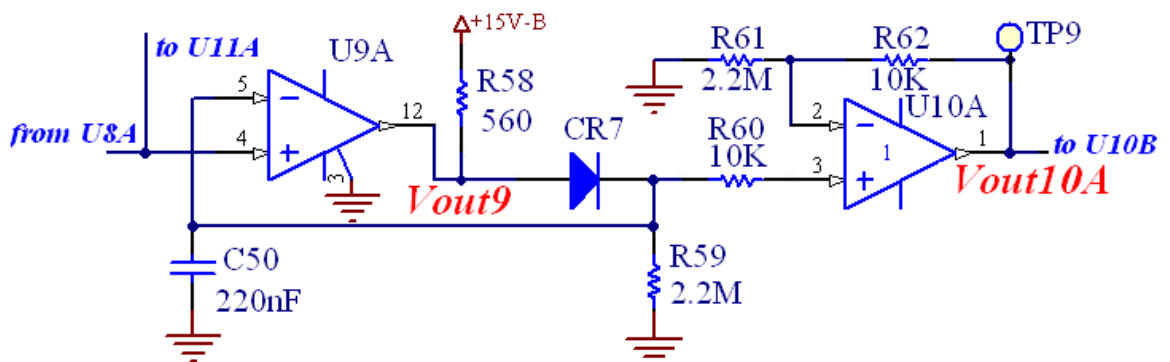 to U11A
U9A
+15V-B
R58
560
5
4
12
3
from U8A
Vout9
CR7
R61
2.2M
R62
10K
TP9
R60
10K
U10A
2
3
1
1
to U10B
Vout10A
C50
220nF
R59
2.2M